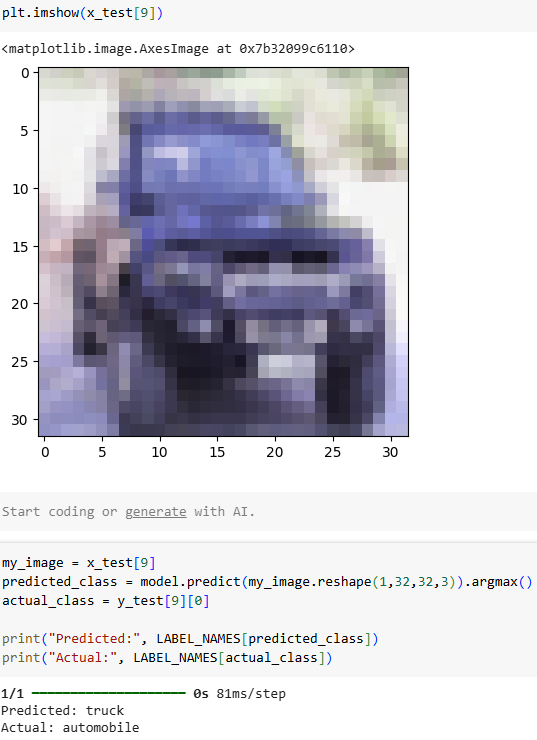 plt.imshow(x_test[9])
<matplotlib.image.AxesImage at 0x7b32099c6110>
0
5
10
15
20
25
30
0 5 10 15 20 25 30
Start coding or generate with AI.
my_image = x_test[9]
predicted_class = model.predict(my_image.reshape(1,32,32,3)).argmax()
actual_class = y_test[9][0]
print("Predicted:", LABEL_NAMES[predicted_class])
print("Actual:", LABEL_NAMES[actual_class])
1/1 ━━━━━━━━━━━━━━━━━━━━ 0s 81ms/step
Predicted: truck
Actual: automobile